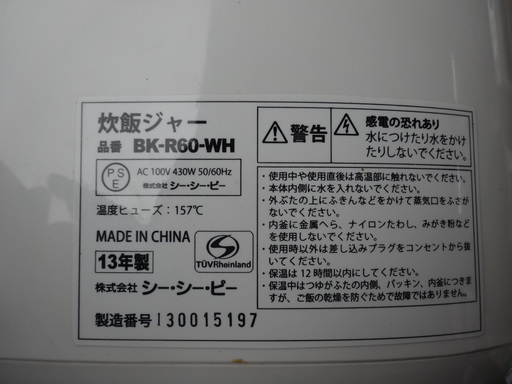 炊飯ジャー
品番 BK-R60-WH
PS
E
AC 100V 430W 50/60Hz
株式会社 シー・シー・ピー
温度ヒューズ:157℃
MADE IN CHINA
13年製
TÜVRheinland
株式会社 シー・シー・ピー
製造番号 130015197
警告
感電の恐れあり
水につけたり水をかけ
たりしないでください。
・使用中や使用直後は高温部に触れないでください。
・本体内側に水を入れないでください。
・外ぶたの上にふきんなどをかけて蒸気口をふさが
ないでください。
・内釜に金属へら、ナイロンたわし、みがき粉など
を使用しないでください。
・使用時以外は差し込みプラグをコンセントから抜
いてください。
・保温は12時間以内にしてください。
・保温中はつゆがふたの内側、パッキン、内釜につきま
すが、ご飯の乾燥を防ぐためで故障ではありません。